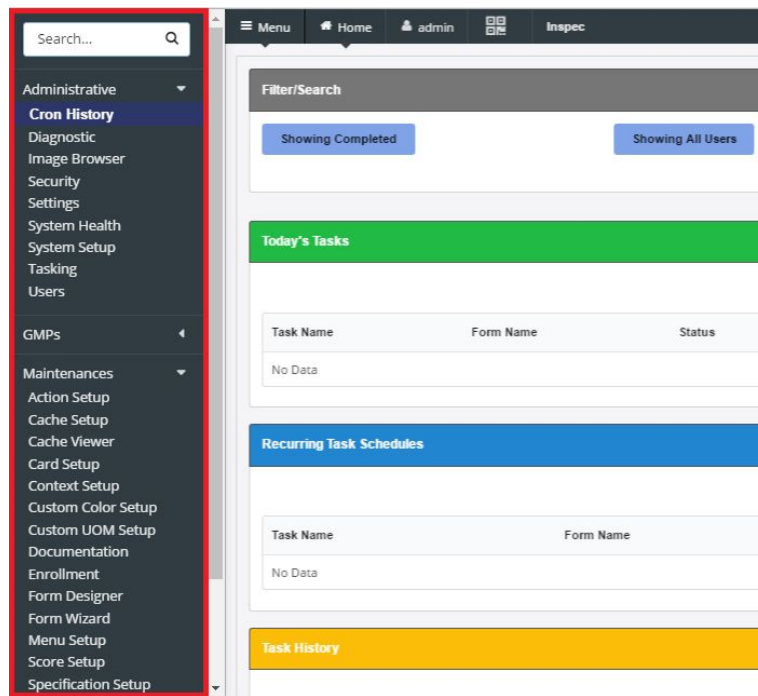 Search...
Administrative
Cron History
Diagnostic
Image Browser
Security
Settings
System Health
System Setup
Tasking
Users
GMPs
Maintenances
Action Setup
Cache Setup
Cache Viewer
Card Setup
Context Setup
Custom Color Setup
Custom UOM Setup
Documentation
Enrollment
Form Designer
Form Wizard
Menu Setup
Score Setup
Specification Setup
Menu Home admin Inspec
Filter/Search
Showing Completed Showing All Users
Today's Tasks
Task Name Form Name Status
No Data
Recurring Task Schedules
Task Name Form Name
No Data
Task History